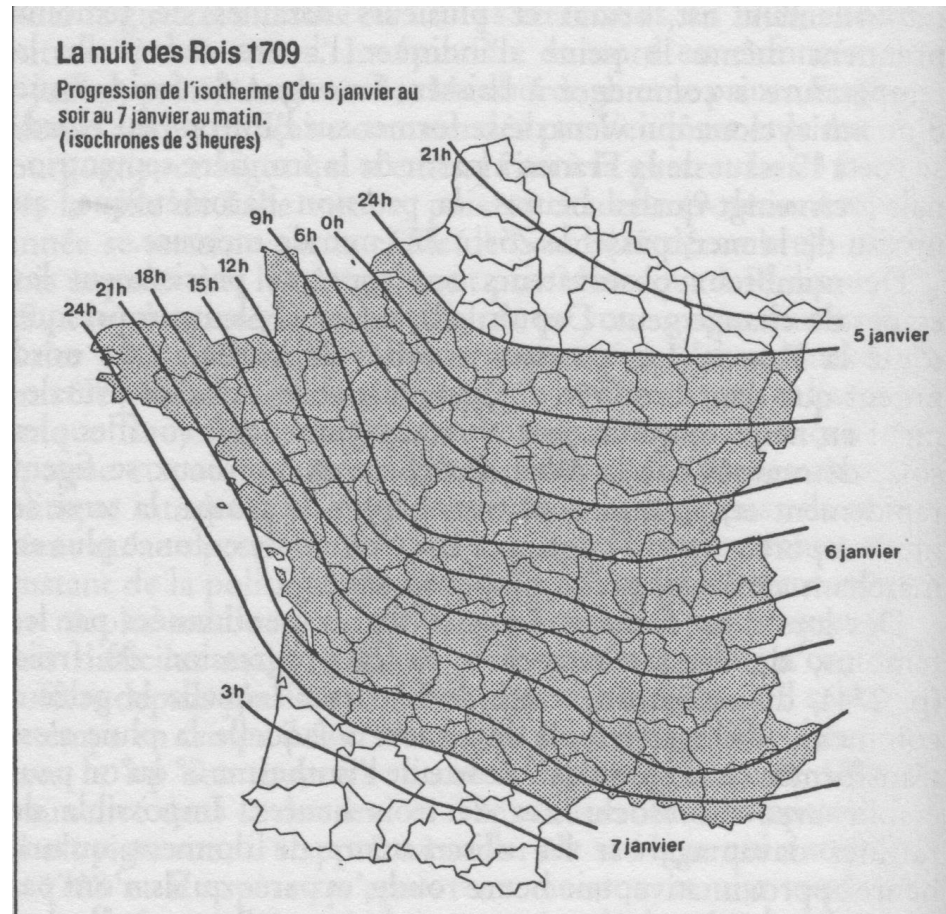 La nuit des Rois 1709
Progression de l'isotherme 0° du 5 janvier au
soir au 7 janvier au matin.
(isochrones de 3 heures)
21h
24h
0h
9h
6h
12h
18h
15h
21h
24h
5 janvier
6 janvier
3h
7 janvier